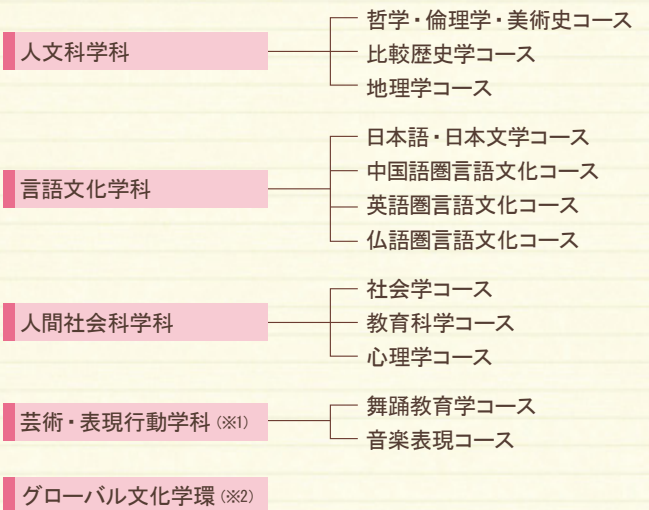 人文科学科
哲学・倫理学・美術史コース
比較歴史学コース
地理学コース
言語文化学科
日本語・日本文学コース
中国語圏言語文化コース
英語圏言語文化コース
仏語圏言語文化コース
人間社会科学科
社会学コース
教育科学コース
心理学コース
芸術・表現行動学科(※1)
舞踊教育学コース
音楽表現コース
グローバル文化学環(※2)